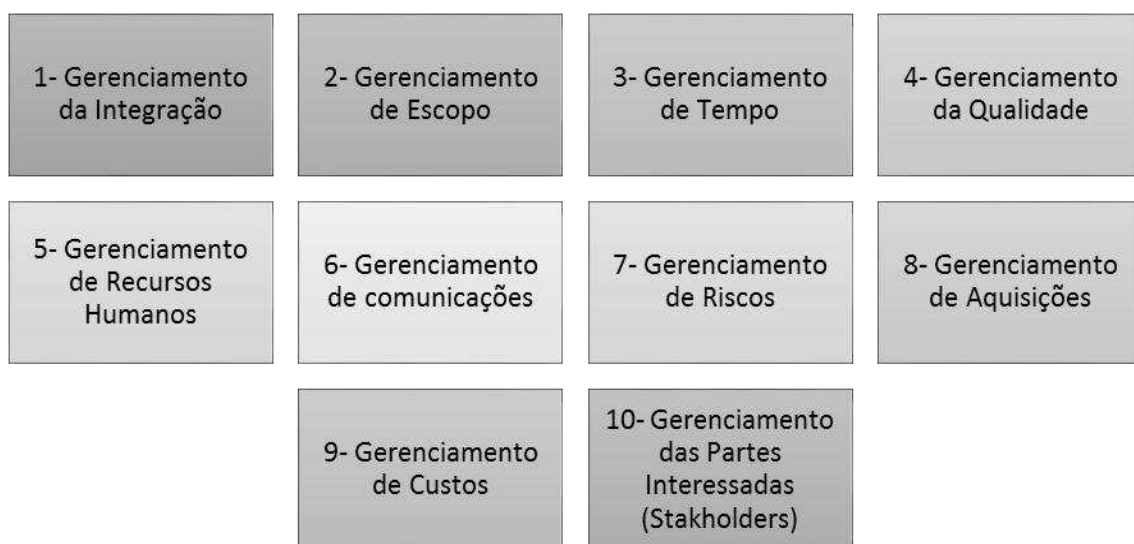 1- Gerenciamento
da Integração
2- Gerenciamento
de Escopo
3- Gerenciamento
de Tempo
4- Gerenciamento
da Qualidade
5- Gerenciamento
de Recursos
Humanos
6- Gerenciamento
de comunicações
7- Gerenciamento
de Riscos
8- Gerenciamento
de Aquisições
9- Gerenciamento
de Custos
10- Gerenciamento
das Partes
Interessadas
(Stakholders)